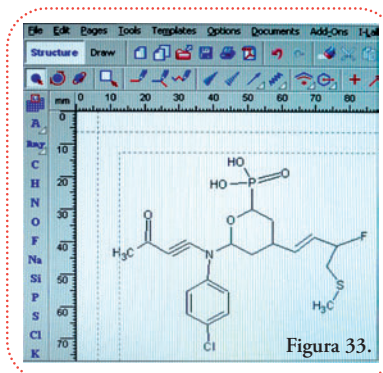 File Edit Pages Tools Templates Options Documents Add-Ons I-Lab
Structure Draw
mm 0 10 20 30 40 50 60 70 80
0
10
20
30
40
50
60
70
A
Any
C
H
N
O
F
Na
Si
P
S
Cl
K
HO
HO P O
O
O
H₃C
N
F
S
H₃C
Cl
Figura 33.